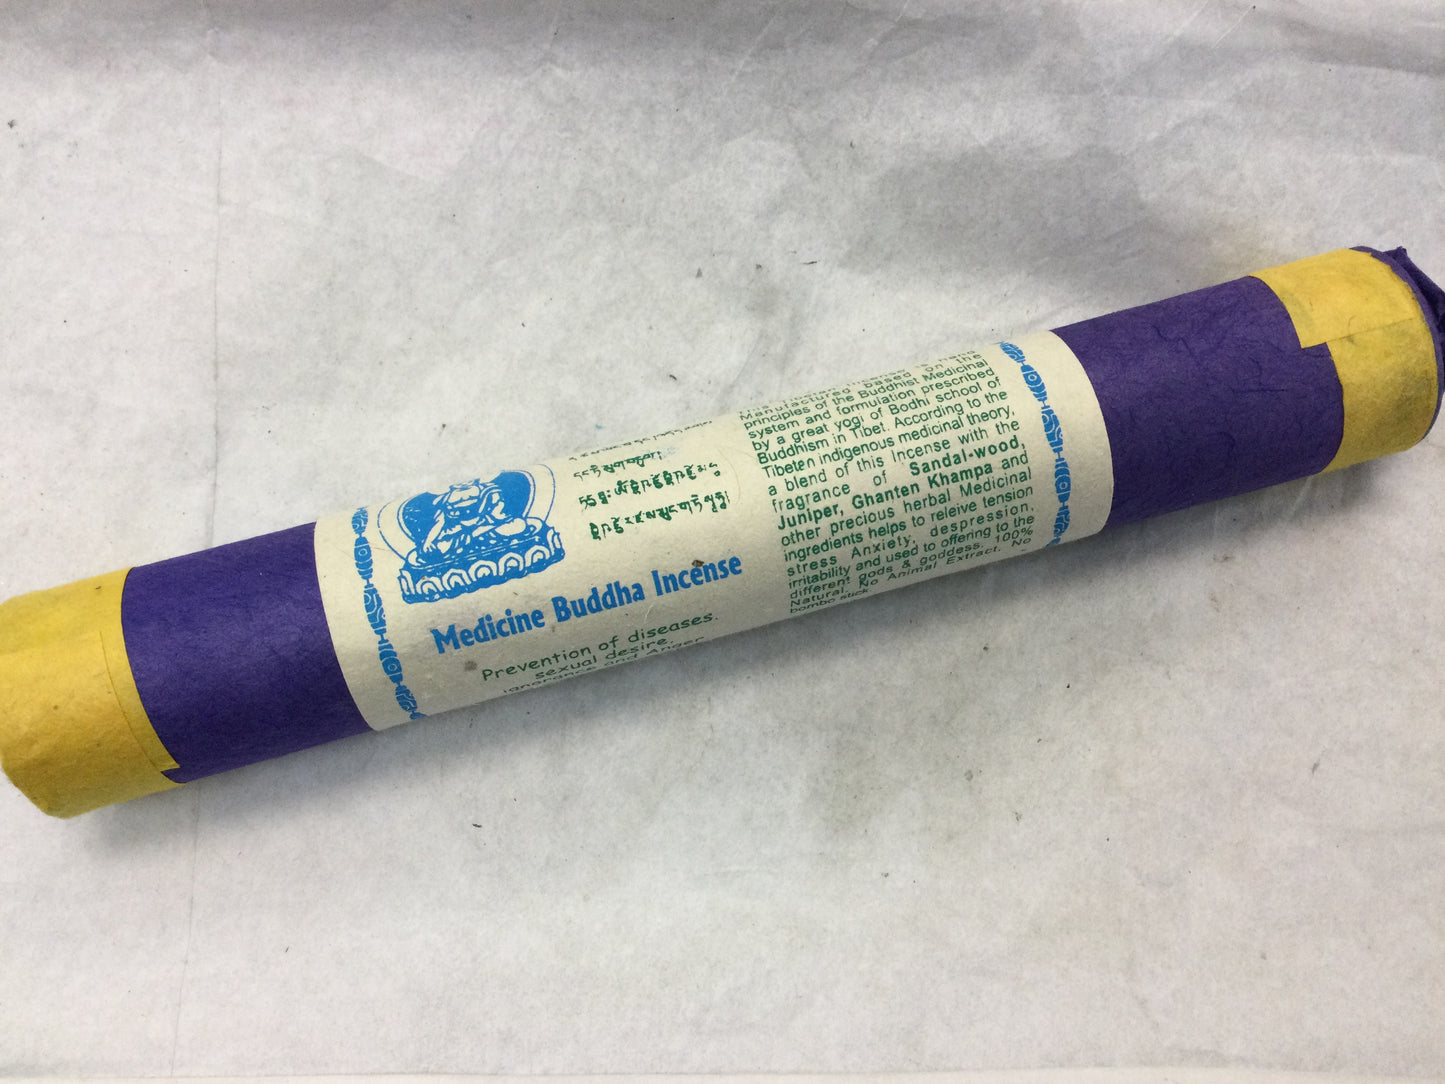 Medicine Buddha Incense
Prevention of diseases.
sexual desire.
ignorance and Anger
Manufactured based on the
principles of the Buddhist Medicinal
system and formulation prescribed
by a great yogi of Bodhi school of
Buddhism in Tibet. According to the
Tibeten indigenous medicinal theory,
a blend of this Incense with the
fragrance of Sandal-wood,
Juniper, Ghanten Khampa and
other precious herbal Medicinal
ingredients helps to releive tension
stress Anxiety, despression,
irritability and used to offering to the
different gods & goddess. 100%
Natural, No Animal Extract. No
bombo stick